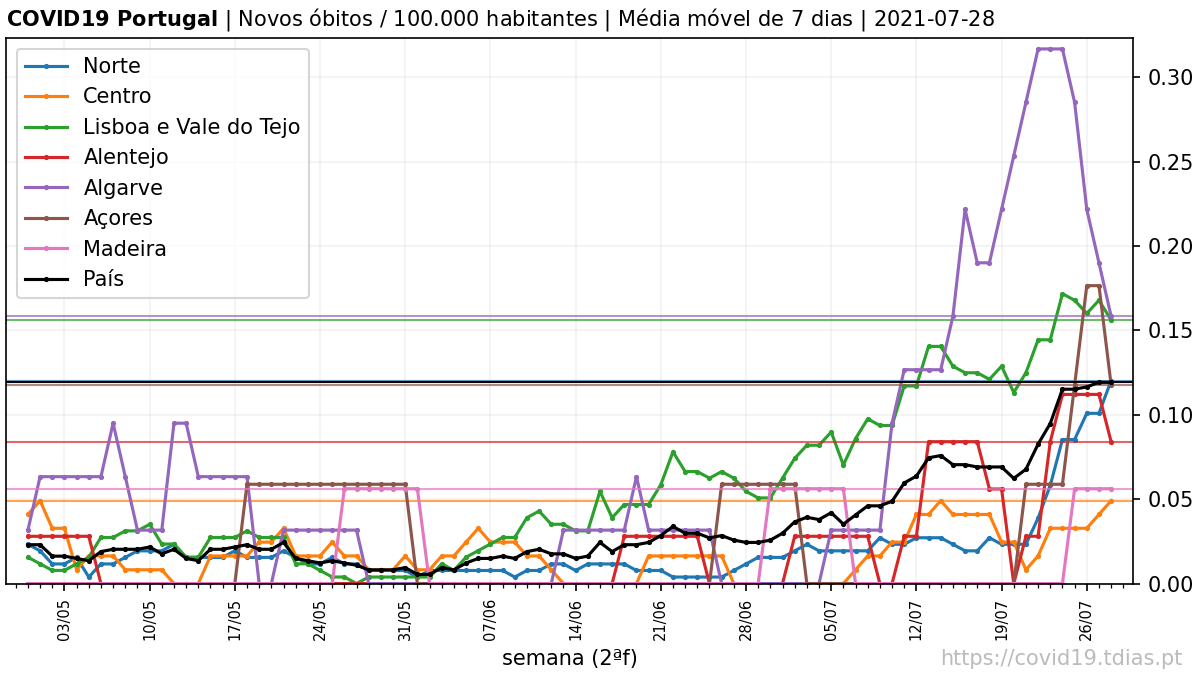 COVID19 Portugal | Novos óbitos / 100.000 habitantes | Média móvel de 7 dias | 2021-07-28
Norte
Centro
Lisboa e Vale do Tejo
Alentejo
Algarve
Açores
Madeira
País
0.30
0.25
0.20
0.15
0.10
0.05
0.00
03/05
10/05
17/05
24/05
31/05
07/06
14/06
21/06
28/06
05/07
12/07
19/07
26/07
semana (2ªf)
https://covid19.tdias.pt